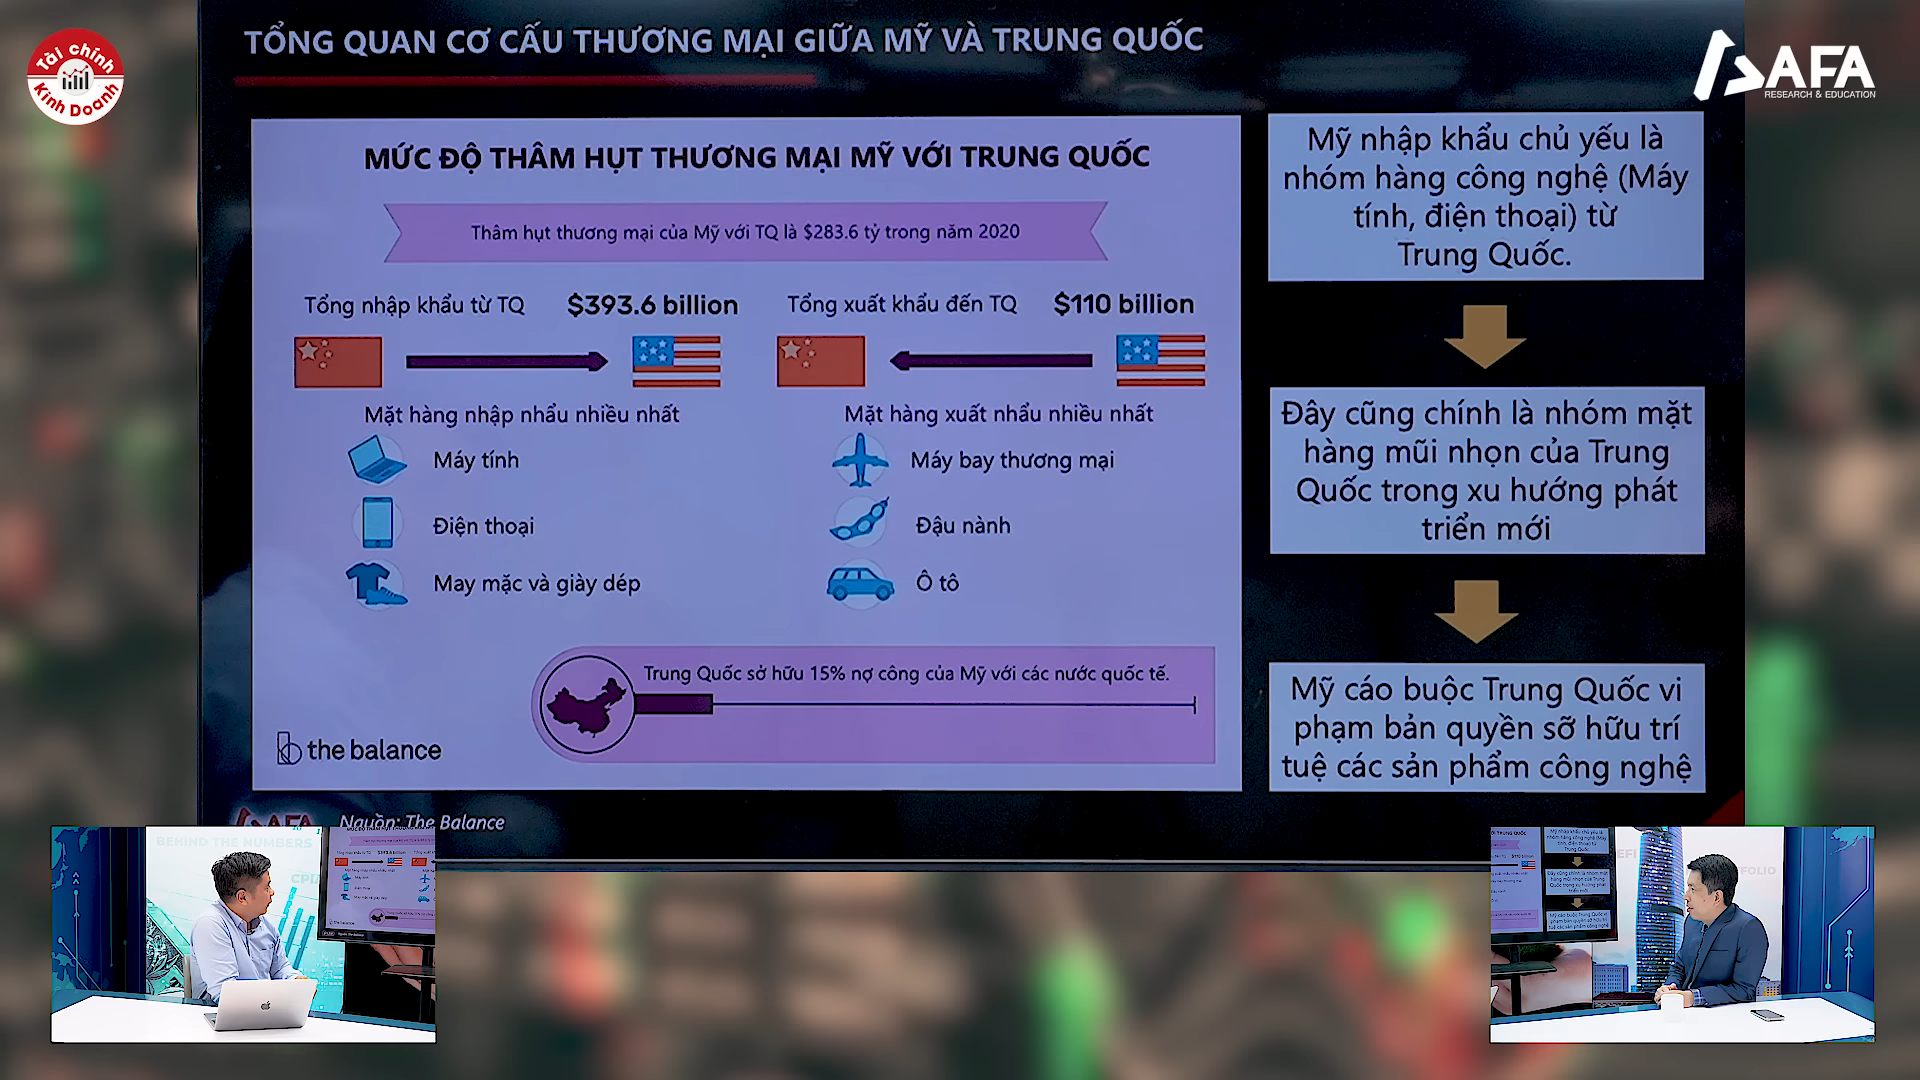 TỔNG QUAN CƠ CẤU THƯƠNG MẠI GIỮA MỸ VÀ TRUNG QUỐC
Tài chính
Kinh Doanh
AFA
RESEARCH & EDUCATION
MỨC ĐỘ THÂM HỤT THƯƠNG MẠI MỸ VỚI TRUNG QUỐC
Thâm hụt thương mại của Mỹ với TQ là $283.6 tỷ trong năm 2020
Tổng nhập khẩu từ TQ $393.6 billion
Tổng xuất khẩu đến TQ $110 billion
Mặt hàng nhập nhẩu nhiều nhất
Máy tính
Điện thoại
May mặc và giày dép
Mặt hàng xuất nhẩu nhiều nhất
Máy bay thương mại
Đậu nành
Ô tô
Trung Quốc sở hữu 15% nợ công của Mỹ với các nước quốc tế.
the balance
Nguồn: The Balance
Mỹ nhập khẩu chủ yếu là
nhóm hàng công nghệ (Máy
tính, điện thoại) từ
Trung Quốc.
Đây cũng chính là nhóm mặt
hàng mũi nhọn của Trung
Quốc trong xu hướng phát
triển mới
Mỹ cáo buộc Trung Quốc vi
phạm bản quyền sỡ hữu trí
tuệ các sản phẩm công nghệ
BEHIND THE NUMBERS